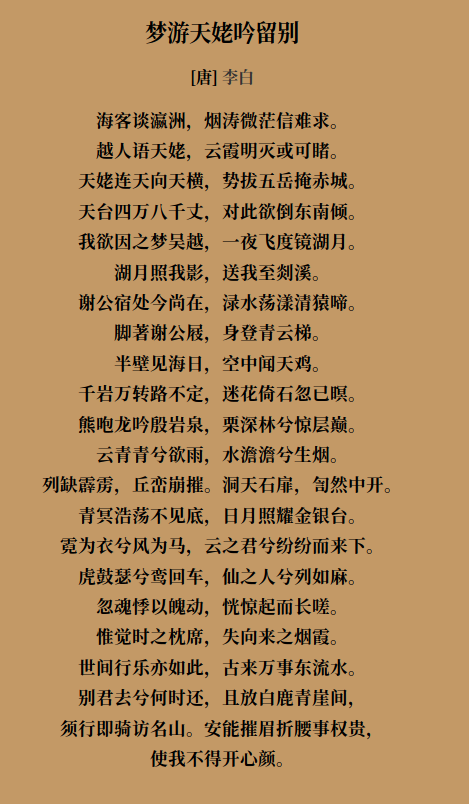 梦游天姥吟留别
[唐] 李白
海客谈瀛洲，烟涛微茫信难求。
越人语天姥，云霞明灭或可睹。
天姥连天向天横，势拔五岳掩赤城。
天台四万八千丈，对此欲倒东南倾。
我欲因之梦吴越，一夜飞度镜湖月。
湖月照我影，送我至剡溪。
谢公宿处今尚在，渌水荡漾清猿啼。
脚著谢公屐，身登青云梯。
半壁见海日，空中闻天鸡。
千岩万转路不定，迷花倚石忽已暝。
熊咆龙吟殷岩泉，栗深林兮惊层巅。
云青青兮欲雨，水澹澹兮生烟。
列缺霹雳，丘峦崩摧。洞天石扉，訇然中开。
青冥浩荡不见底，日月照耀金银台。
霓为衣兮风为马，云之君兮纷纷而来下。
虎鼓瑟兮鸾回车，仙之人兮列如麻。
忽魂悸以魄动，恍惊起而长嗟。
惟觉时之枕席，失向来之烟霞。
世间行乐亦如此，古来万事东流水。
别君去兮何时还，且放白鹿青崖间，
须行即骑访名山。安能摧眉折腰事权贵，
使我不得开心颜。